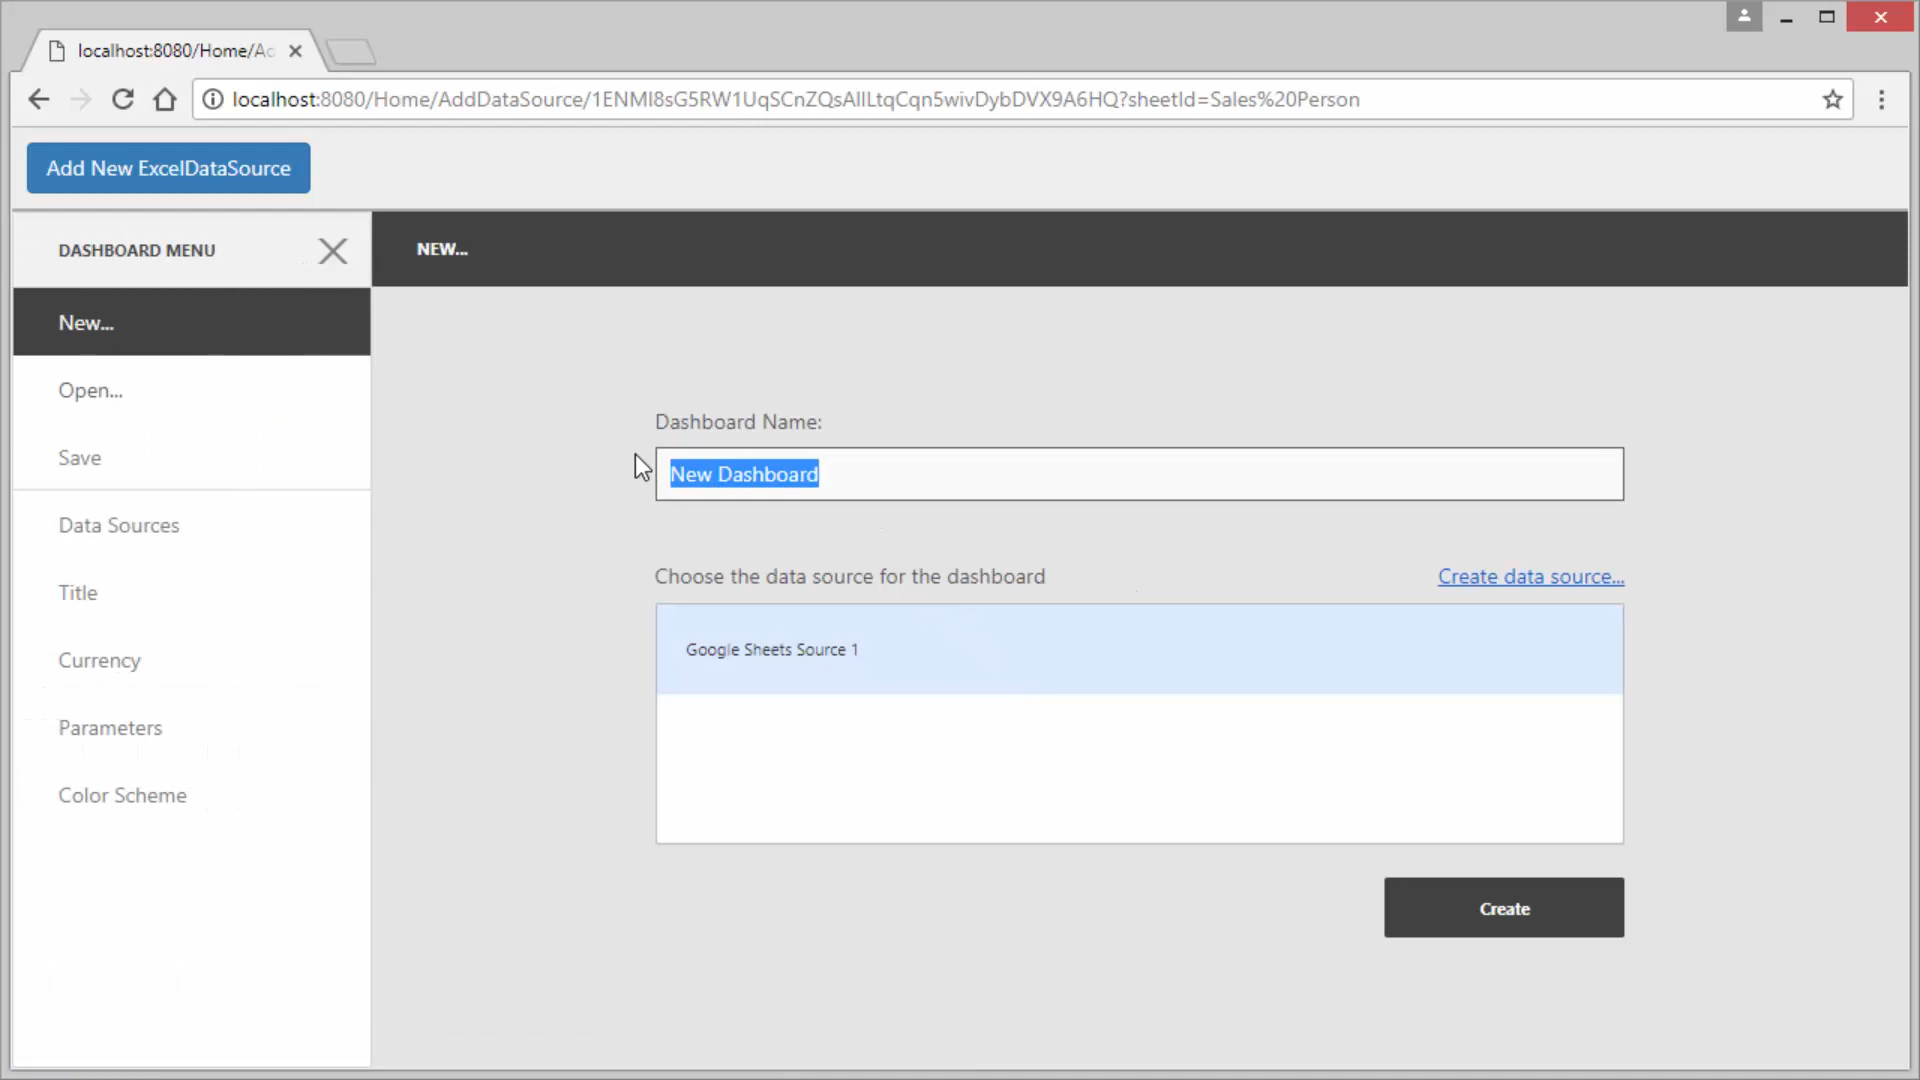 localhost:8080/Home/Ad
localhost:8080/Home/AddDataSource/1ENMI8sG5RW1UqSCnZQsAIlLtqCqn5wivDybDVX9A6HQ?sheetId=Sales%20Person
Add New ExcelDataSource
DASHBOARD MENU
NEW...
New...
Open...
Save
Data Sources
Title
Currency
Parameters
Color Scheme
Dashboard Name:
New Dashboard
Choose the data source for the dashboard
Create data source...
Google Sheets Source 1
Create